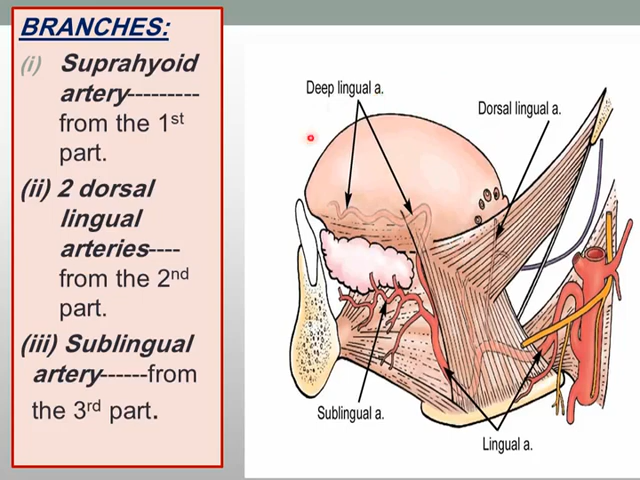 BRANCHES:
(i) Suprahyoid
artery---------
from the 1st
part.
(ii) 2 dorsal
lingual
arteries----
from the 2nd
part.
(iii) Sublingual
artery------from
the 3rd part.
Deep lingual a.
Dorsal lingual a.
Sublingual a.
Lingual a.